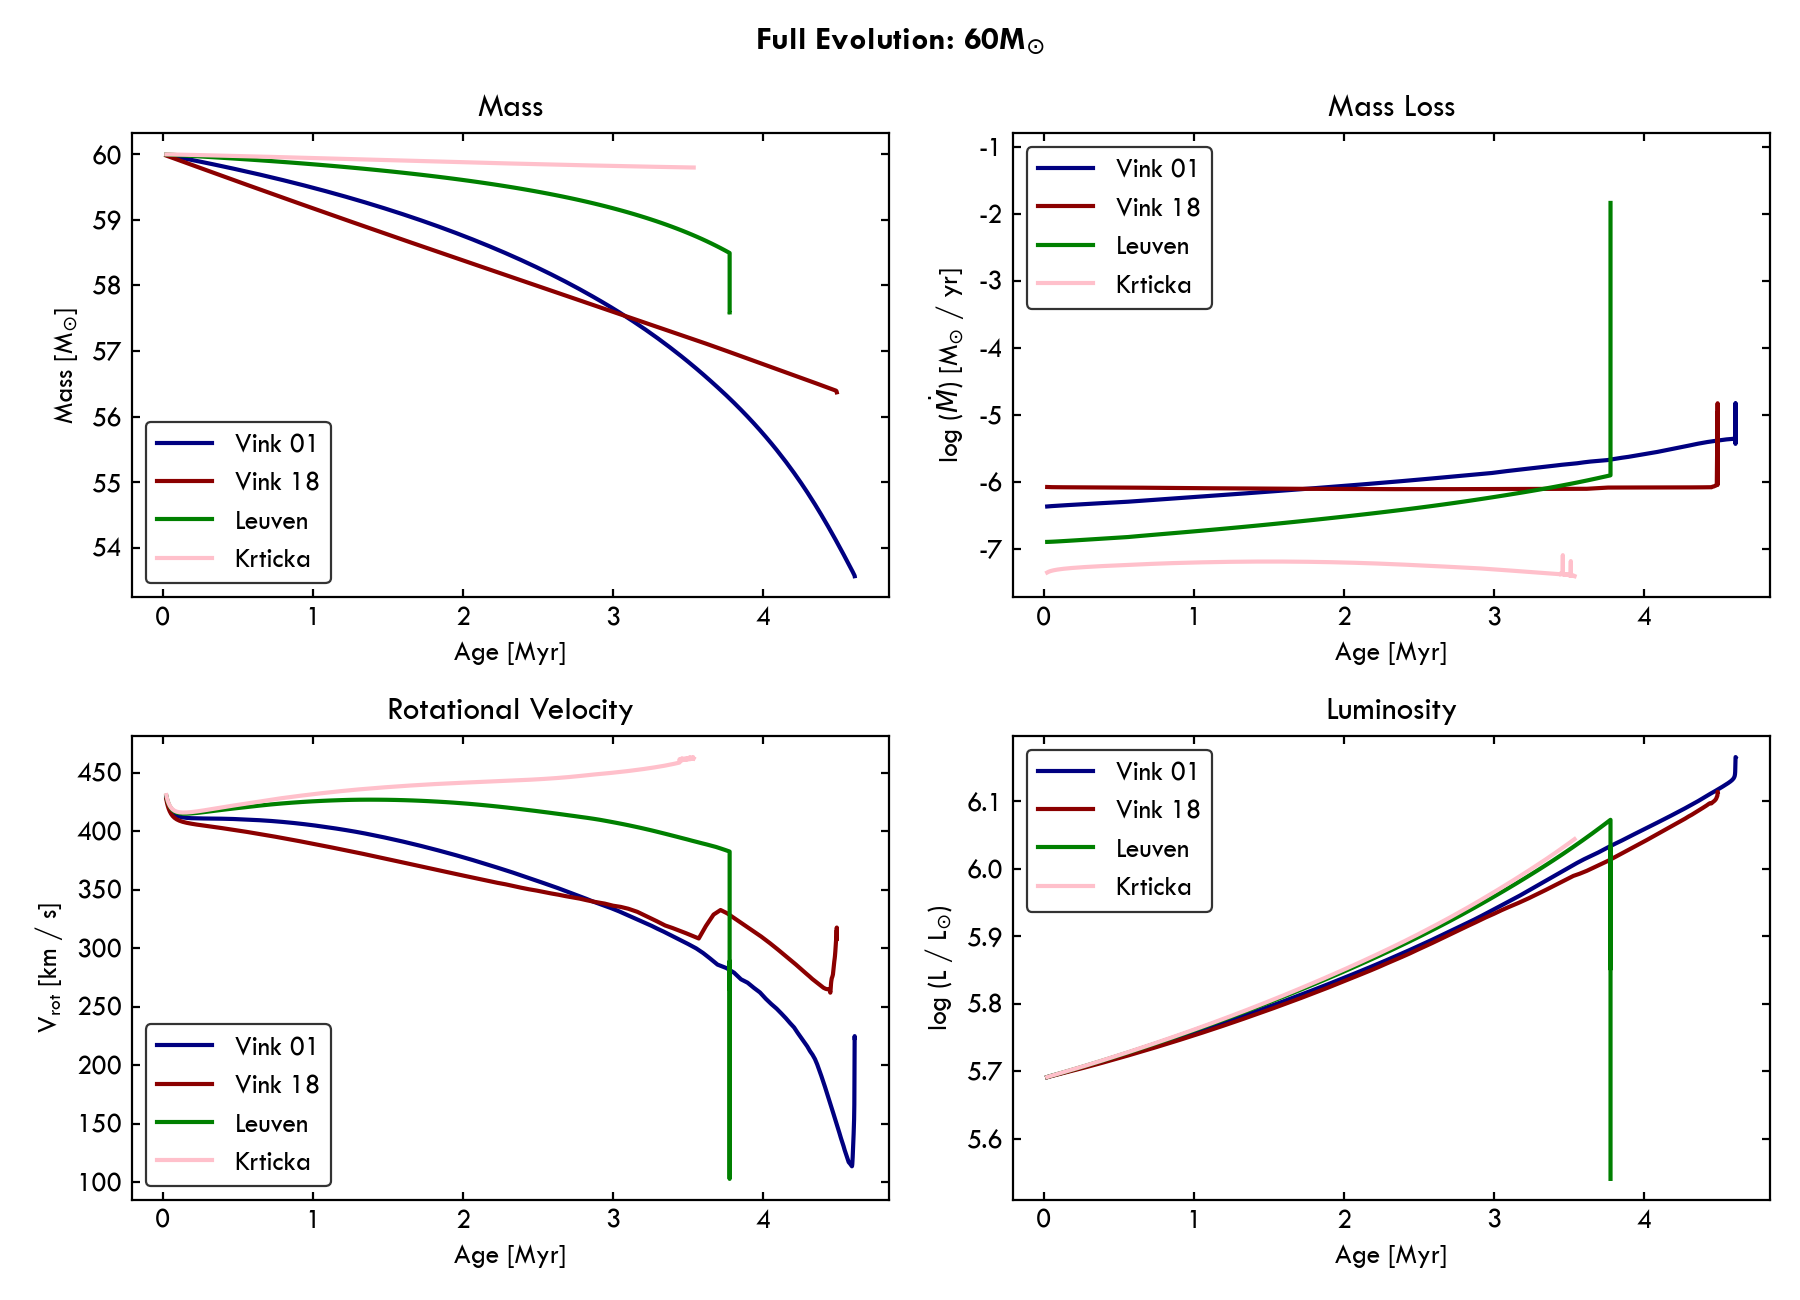 Full Evolution: 60M☉
Mass
60
59
58
57
56
55
54
Mass [M☉]
Vink 01
Vink 18
Leuven
Krticka
0 1 2 3 4
Age [Myr]
Mass Loss
-1
-2
-3
-4
-5
-6
-7
log (Ṁ) [M☉ / yr]
Vink 01
Vink 18
Leuven
Krticka
0 1 2 3 4
Age [Myr]
Rotational Velocity
450
400
350
300
250
200
150
100
Vrot [km / s]
Vink 01
Vink 18
Leuven
Krticka
0 1 2 3 4
Age [Myr]
Luminosity
6.1
6.0
5.9
5.8
5.7
5.6
log (L / L☉)
Vink 01
Vink 18
Leuven
Krticka
0 1 2 3 4
Age [Myr]